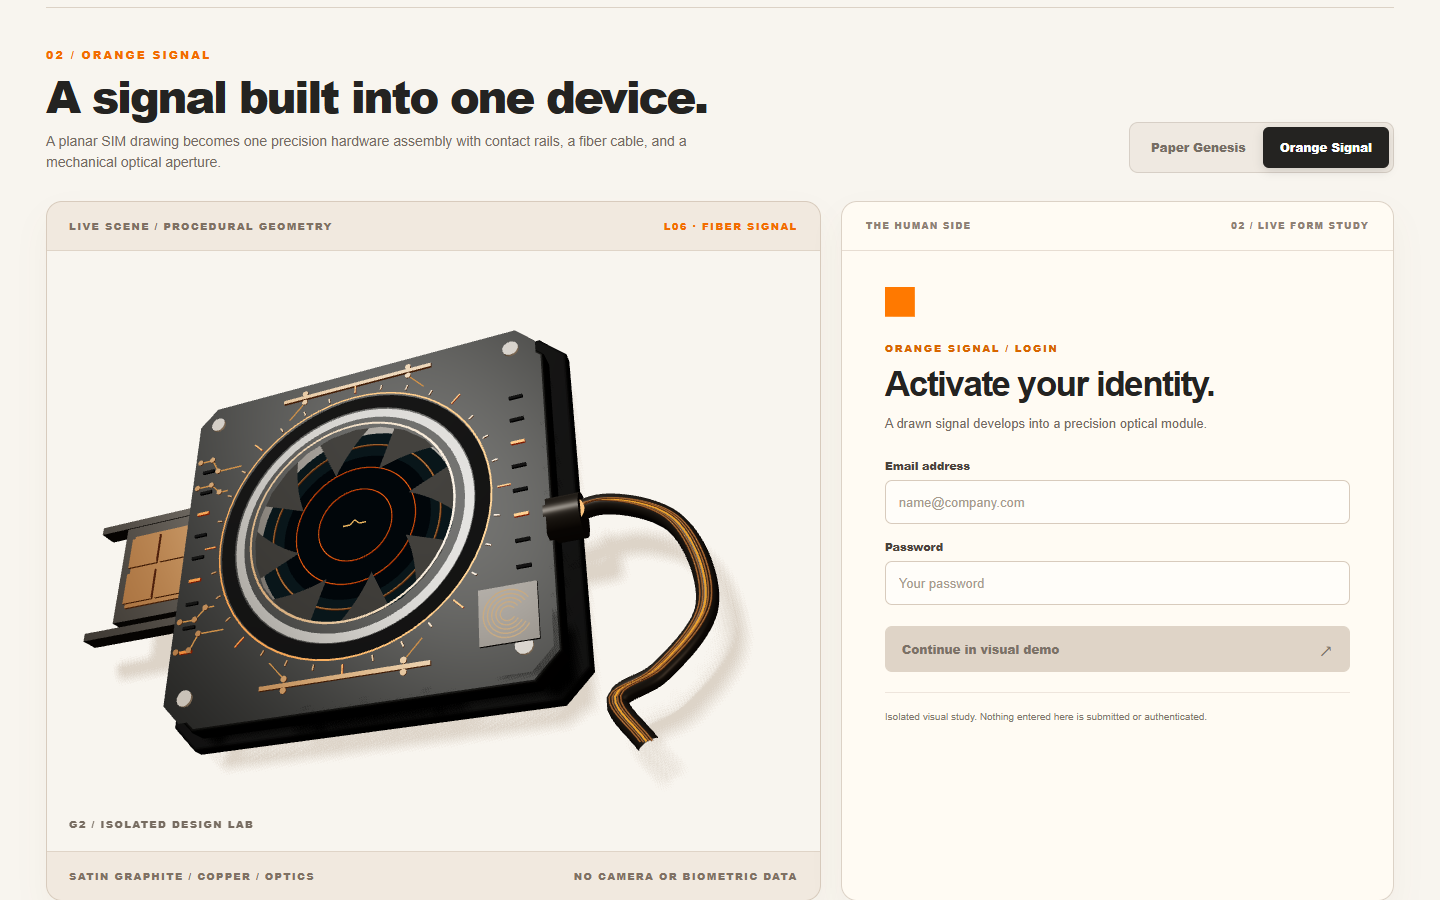 02 / ORANGE SIGNAL
A signal built into one device.
A planar SIM drawing becomes one precision hardware assembly with contact rails, a fiber cable, and a
mechanical optical aperture.
Paper Genesis
Orange Signal
LIVE SCENE / PROCEDURAL GEOMETRY
L06 · FIBER SIGNAL
G2 / ISOLATED DESIGN LAB
SATIN GRAPHITE / COPPER / OPTICS
NO CAMERA OR BIOMETRIC DATA
THE HUMAN SIDE
02 / LIVE FORM STUDY
ORANGE SIGNAL / LOGIN
Activate your identity.
A drawn signal develops into a precision optical module.
Email address
name@company.com
Password
Your password
Continue in visual demo ↗
Isolated visual study. Nothing entered here is submitted or authenticated.